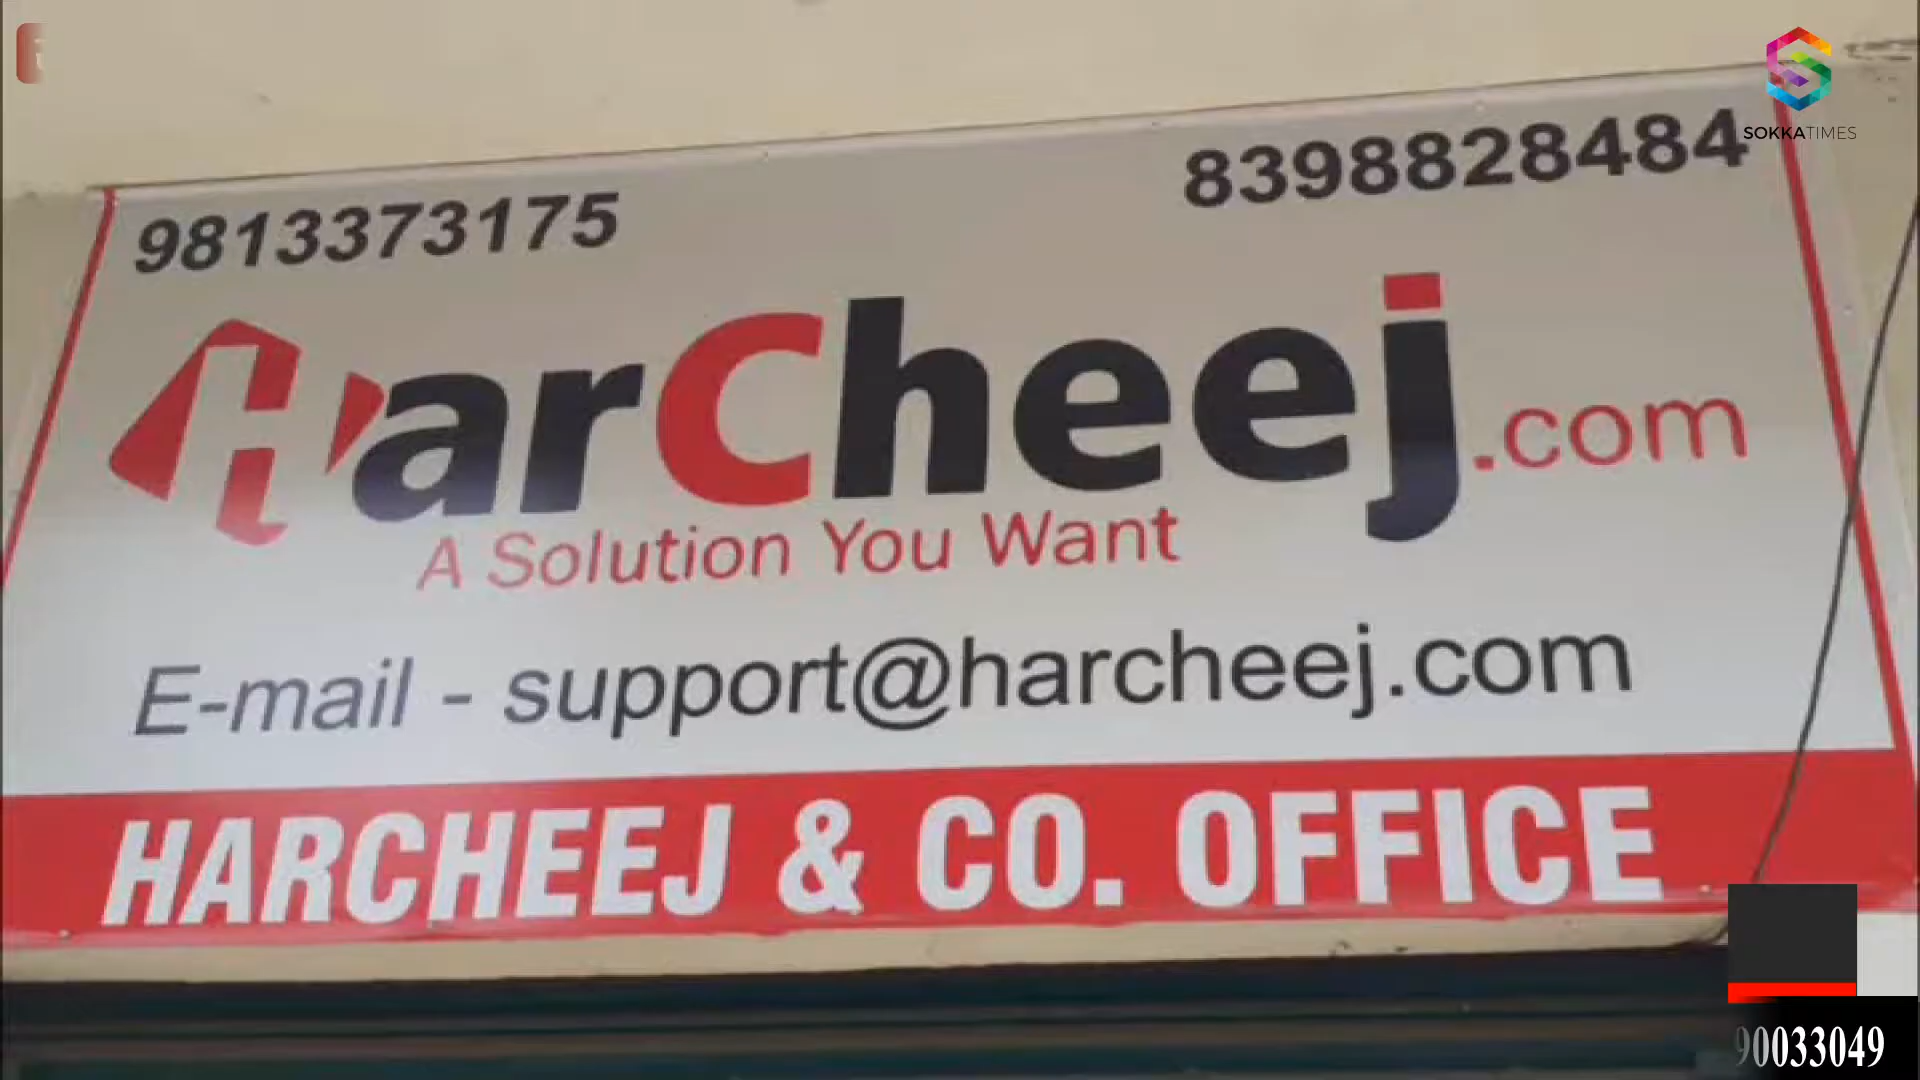 SOKKATIMES
9813373175
8398828484
HarCheej.com
A Solution You Want
E-mail - support@harcheej.com
HARCHEEJ & CO. OFFICE
90033049